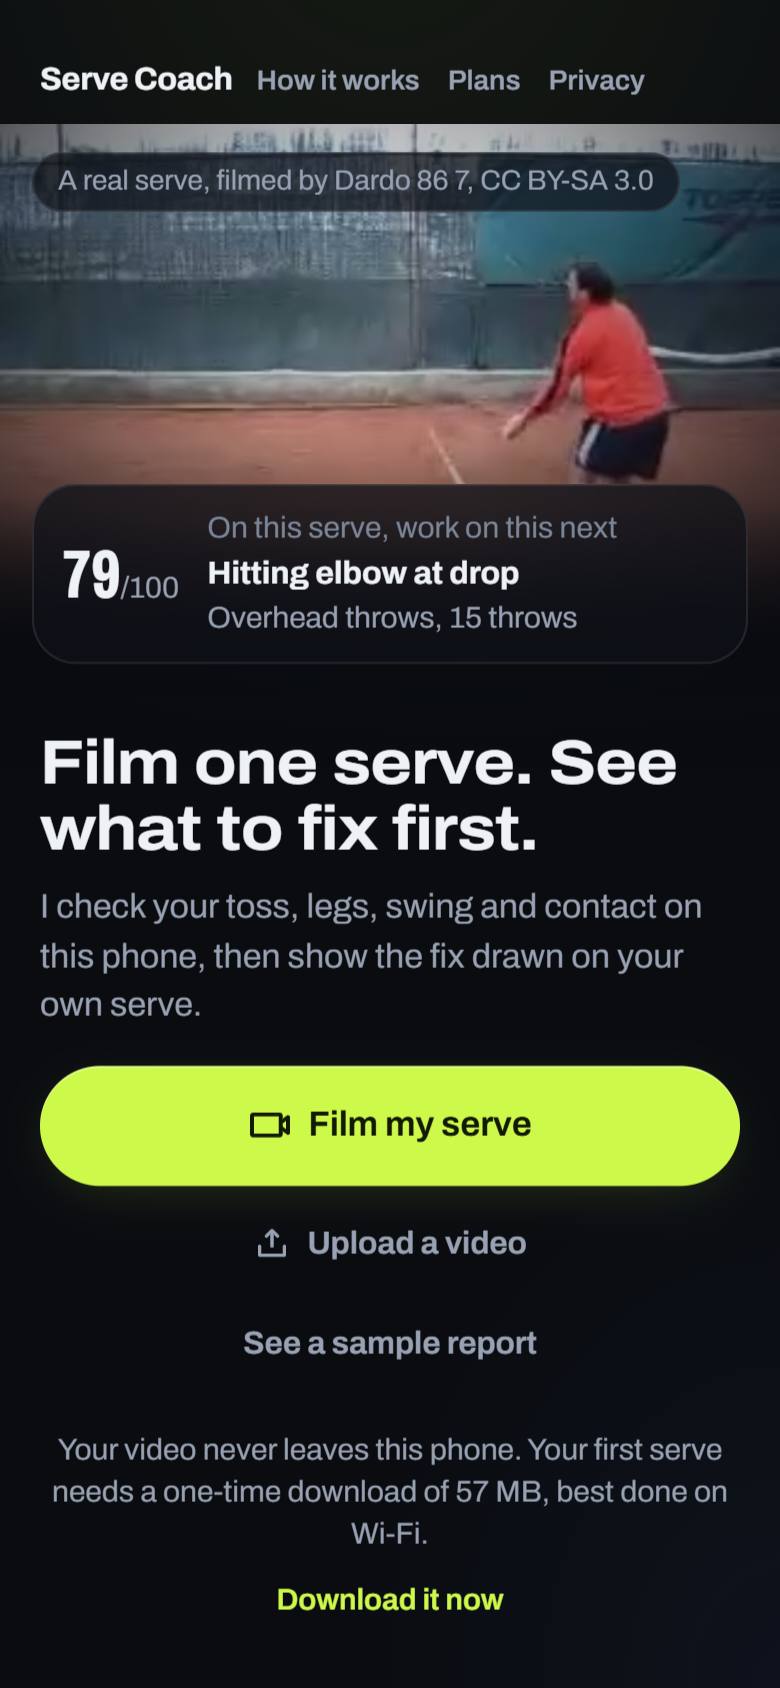 Serve Coach How it works Plans Privacy
A real serve, filmed by Dardo 86 7, CC BY-SA 3.0
On this serve, work on this next
79/100
Hitting elbow at drop
Overhead throws, 15 throws
Film one serve. See
what to fix first.
I check your toss, legs, swing and contact on
this phone, then show the fix drawn on your
own serve.
Film my serve
Upload a video
See a sample report
Your video never leaves this phone. Your first serve
needs a one-time download of 57 MB, best done on
Wi-Fi.
Download it now